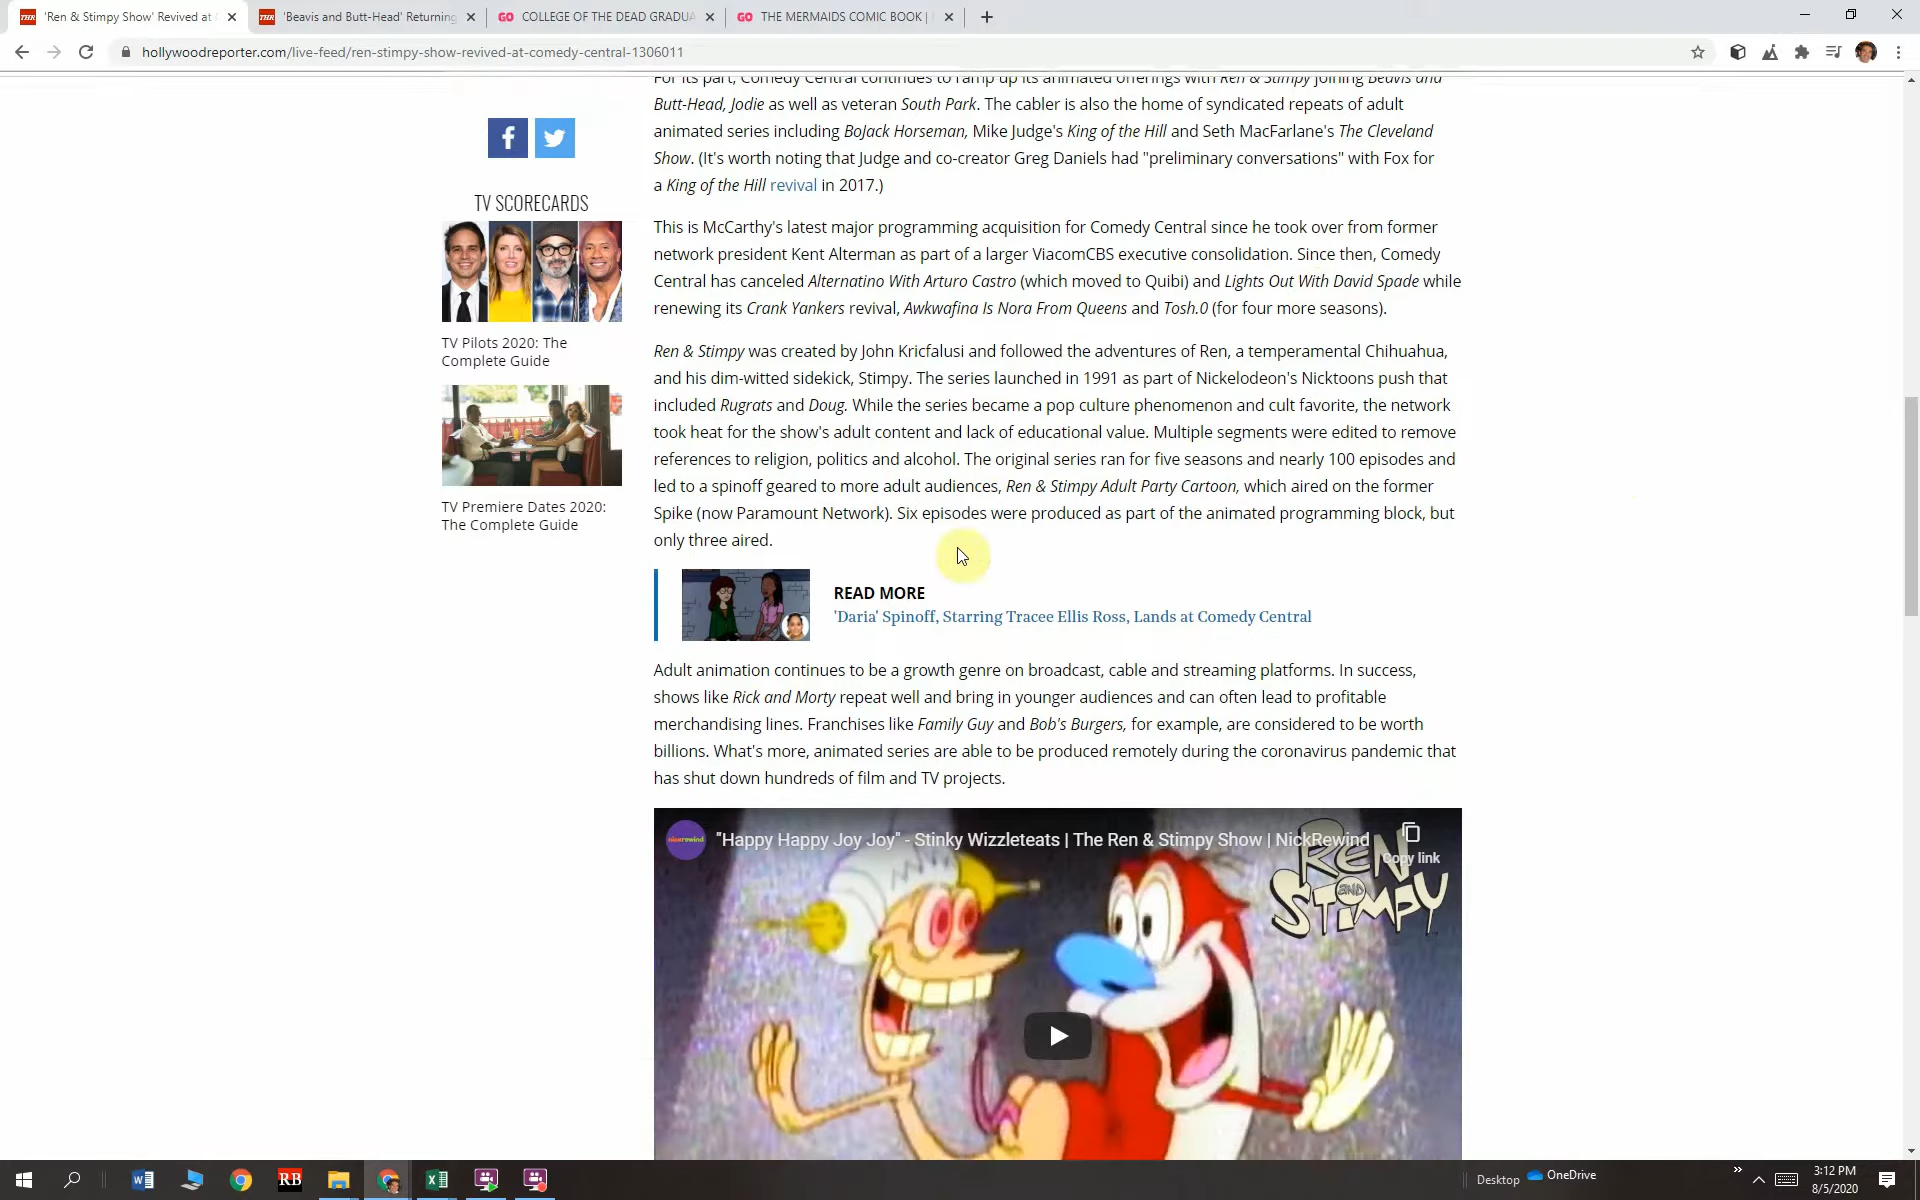 'Ren & Stimpy Show' Revived at
'Beavis and Butt-Head' Returning
GO COLLEGE OF THE DEAD GRADUA
GO THE MERMAIDS COMIC BOOK |
hollywoodreporter.com/live-feed/ren-stimpy-show-revived-at-comedy-central-1306011
For its part, Comedy Central continues to ramp up its animated offerings with Ren & Stimpy joining Beavis and
Butt-Head, Jodie as well as veteran South Park. The cabler is also the home of syndicated repeats of adult
animated series including BoJack Horseman, Mike Judge's King of the Hill and Seth MacFarlane's The Cleveland
Show. (It's worth noting that Judge and co-creator Greg Daniels had "preliminary conversations" with Fox for
a King of the Hill revival in 2017.)
TV SCORECARDS
TV Pilots 2020: The
Complete Guide
TV Premiere Dates 2020:
The Complete Guide
This is McCarthy's latest major programming acquisition for Comedy Central since he took over from former
network president Kent Alterman as part of a larger ViacomCBS executive consolidation. Since then, Comedy
Central has canceled Alternatino With Arturo Castro (which moved to Quibi) and Lights Out With David Spade while
renewing its Crank Yankers revival, Awkwafina Is Nora From Queens and Tosh.0 (for four more seasons).
Ren & Stimpy was created by John Kricfalusi and followed the adventures of Ren, a temperamental Chihuahua,
and his dim-witted sidekick, Stimpy. The series launched in 1991 as part of Nickelodeon's Nicktoons push that
included Rugrats and Doug. While the series became a pop culture phenomenon and cult favorite, the network
took heat for the show's adult content and lack of educational value. Multiple segments were edited to remove
references to religion, politics and alcohol. The original series ran for five seasons and nearly 100 episodes and
led to a spinoff geared to more adult audiences, Ren & Stimpy Adult Party Cartoon, which aired on the former
Spike (now Paramount Network). Six episodes were produced as part of the animated programming block, but
only three aired.
READ MORE
'Daria' Spinoff, Starring Tracee Ellis Ross, Lands at Comedy Central
Adult animation continues to be a growth genre on broadcast, cable and streaming platforms. In success,
shows like Rick and Morty repeat well and bring in younger audiences and can often lead to profitable
merchandising lines. Franchises like Family Guy and Bob's Burgers, for example, are considered to be worth
billions. What's more, animated series are able to be produced remotely during the coronavirus pandemic that
has shut down hundreds of film and TV projects.
"Happy Happy Joy Joy" - Stinky Wizzleteats | The Ren & Stimpy Show | NickRewind
Copy link
REN
AND
STIMPY
RB
Desktop
OneDrive
3:12 PM
8/5/2020